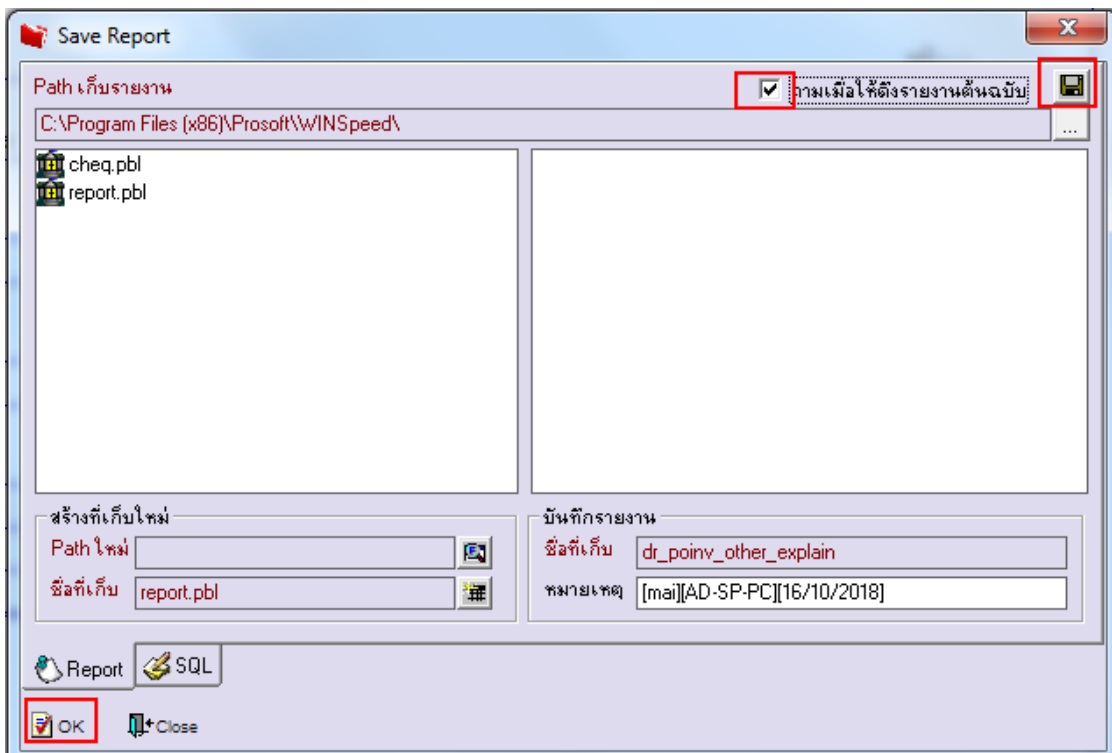 Save Report
Path เก็บรายงาน
ถามเมื่อให้ดึงรายงานต้นฉบับ
C:\Program Files (x86)\Prosoft\WINSpeed\
...
cheq.pbl
report.pbl
สร้างที่เก็บใหม่
Path ใหม่
ชื่อที่เก็บ report.pbl
บันทึกรายงาน
ชื่อที่เก็บ dr_poinv_other_explain
หมายเหตุ [mai][AD-SP-PC][16/10/2018]
Report SQL
OK Close